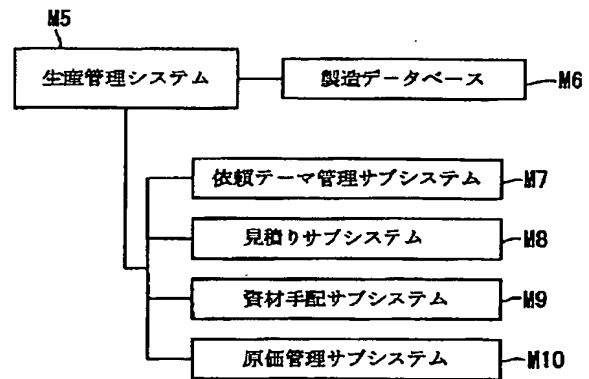 M5
生産管理システム
製造データベース
M6
依頼テーマ管理サブシステム
M7
見積りサブシステム
M8
資材手配サブシステム
M9
原価管理サブシステム
M10